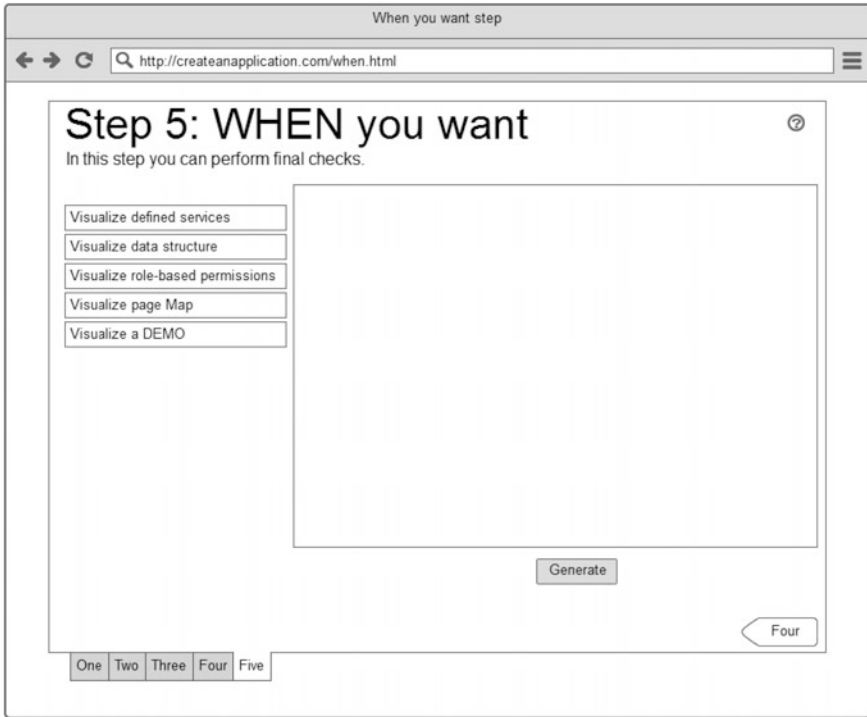 When you want step
http://createanapplication.com/when.html
Step 5: WHEN you want
?
In this step you can perform final checks.
Visualize defined services
Visualize data structure
Visualize role-based permissions
Visualize page Map
Visualize a DEMO
Generate
Four
One Two Three Four Five